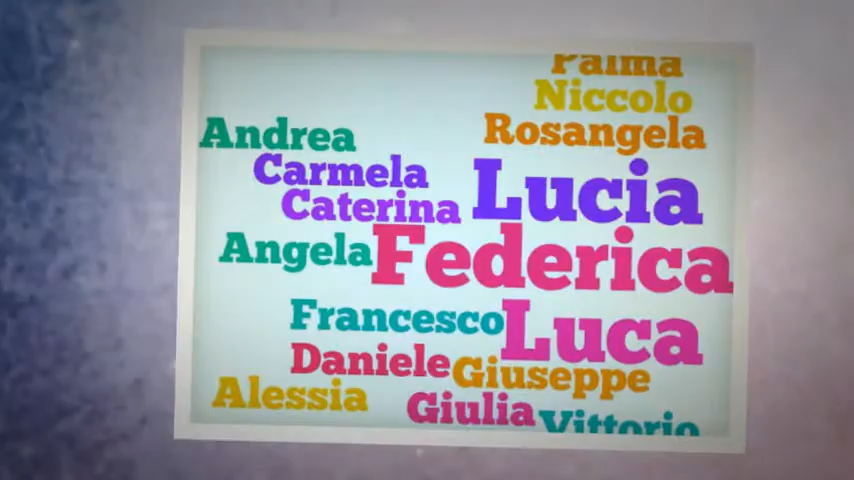 Palma
Niccolo
Rosangela
Andrea
Carmela
Lucia
Caterina
Angela
Federica
Francesco
Luca
Daniele
Giuseppe
Alessia
Giulia
Vittorio